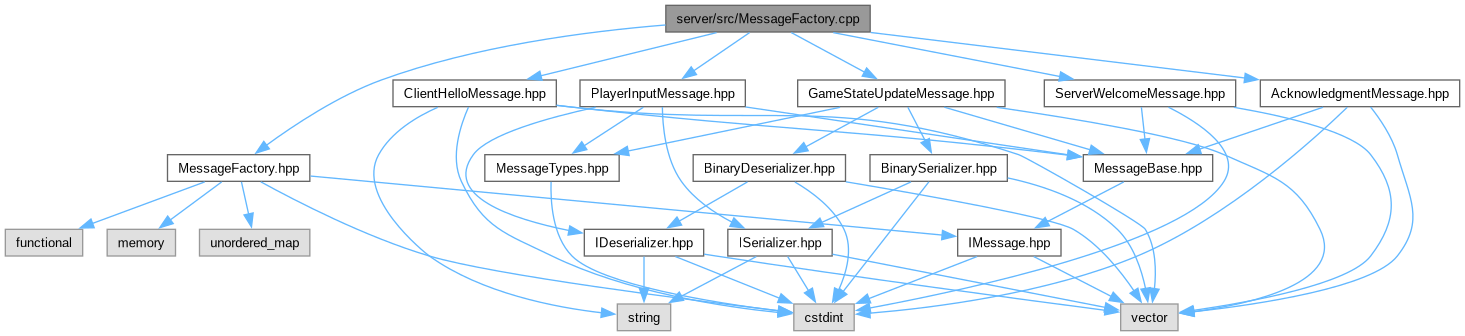 server/src/MessageFactory.cpp
ClientHelloMessage.hpp
PlayerInputMessage.hpp
GameStateUpdateMessage.hpp
ServerWelcomeMessage.hpp
AcknowledgmentMessage.hpp
MessageFactory.hpp
MessageTypes.hpp
BinaryDeserializer.hpp
BinarySerializer.hpp
MessageBase.hpp
functional
memory
unordered_map
IDeserializer.hpp
ISerializer.hpp
IMessage.hpp
string
cstdint
vector